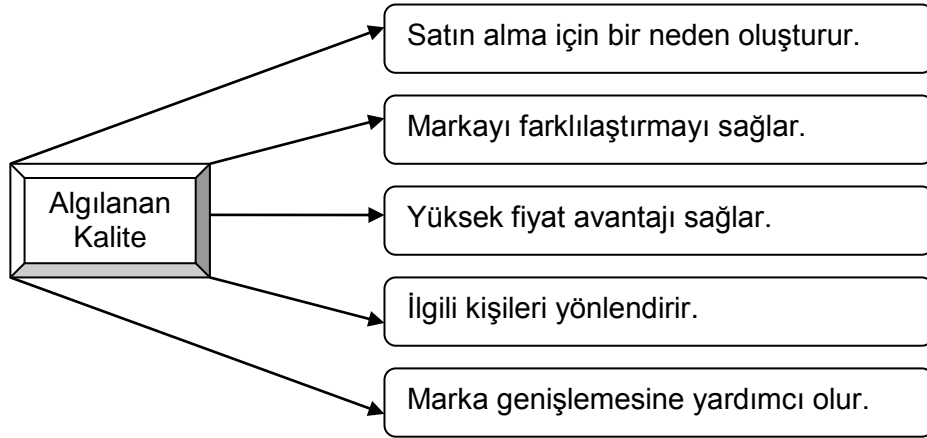 Satın alma için bir neden oluşturur.
Markayı farklılaştırmayı sağlar.
Algılanan
Kalite
Yüksek fiyat avantajı sağlar.
İlgili kişileri yönlendirir.
Marka genişlemesine yardımcı olur.